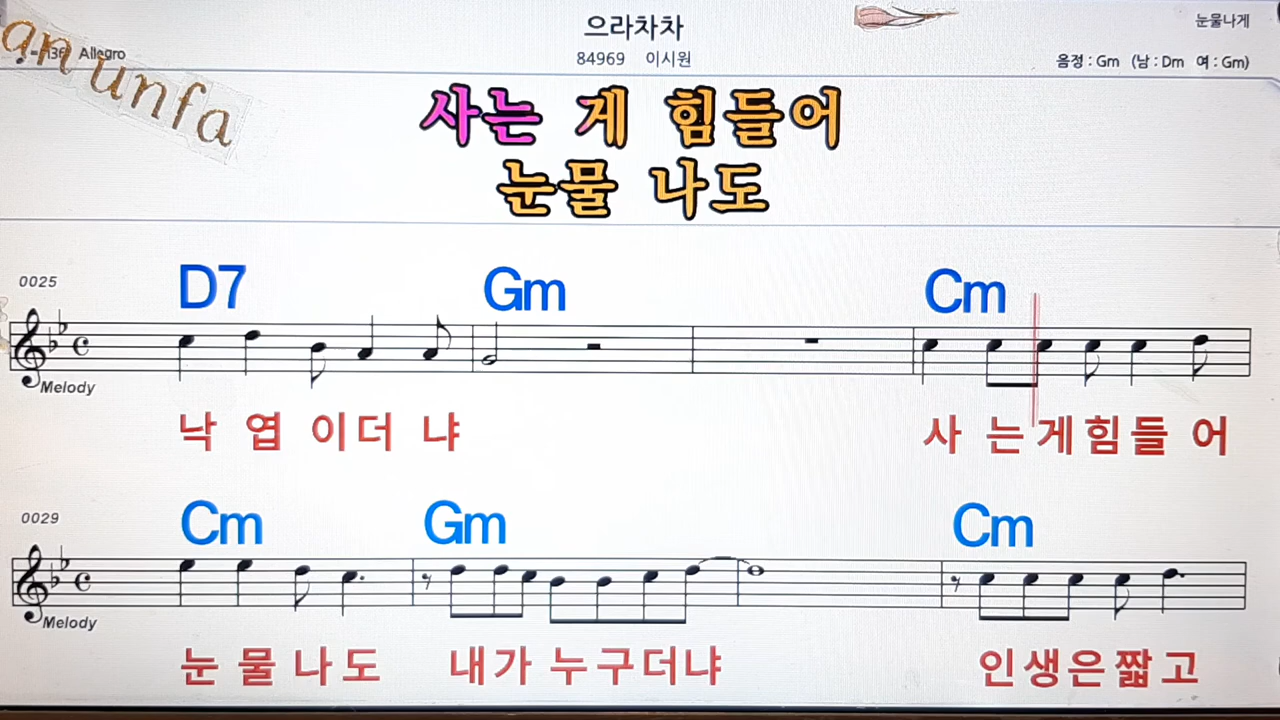 으라차차
눈물나게
an unfa
Allegro
84969 이시원
음정 : Gm (남 : Dm 여 : Gm)
사는 게 힘들어
눈물 나도
0025
D7 Gm Cm
Melody
낙 엽 이더 냐 사 는게힘들 어
0029
Cm Gm Cm
Melody
눈 물 나 도 내가 누구더냐 인생은짧고